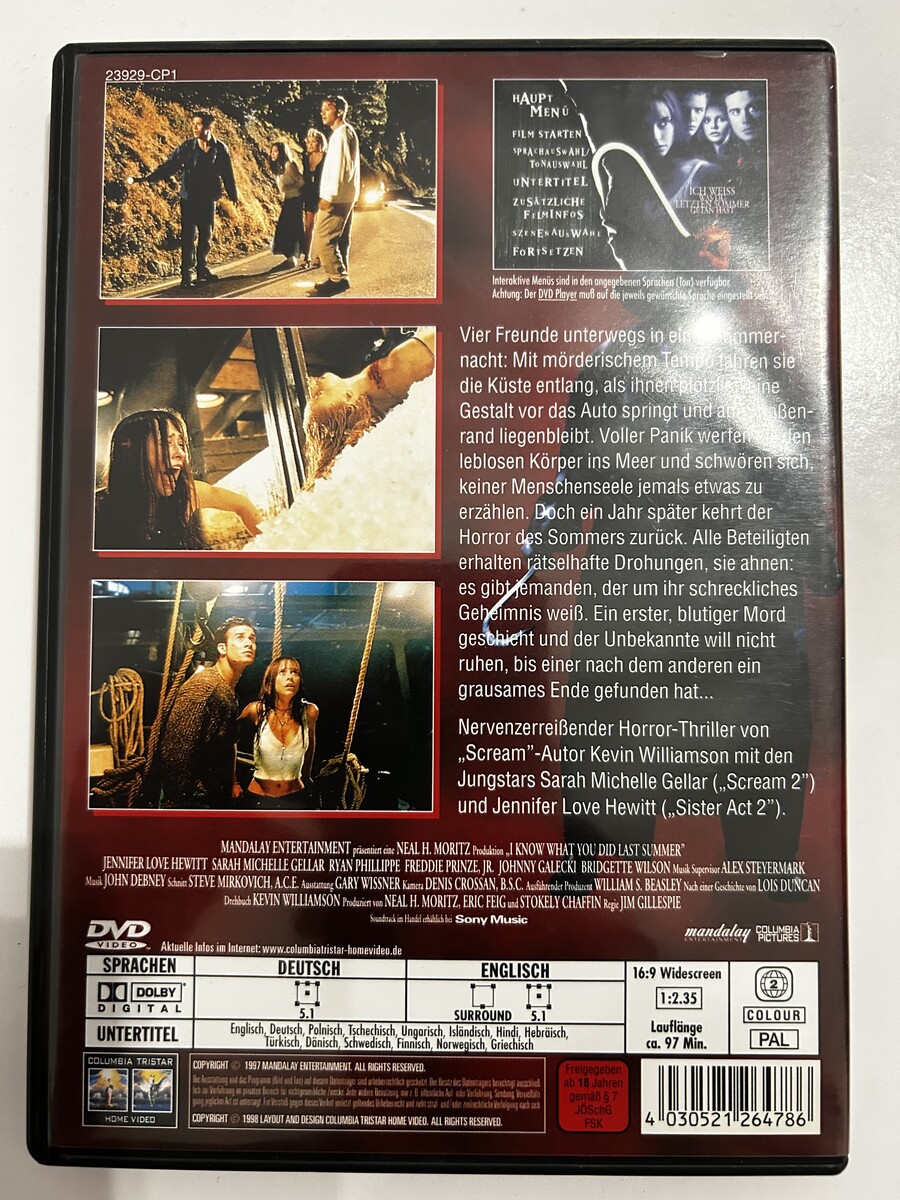 23929-CP1
HAUPT
MENÜ
FILM STARTEN
SPRACHAUSWAHL/
TONAUSWAHL
UNTERTITEL
ZUSÄTZLICHE
FILMINFOS
SZENENAUSWAHL
FORTSETZEN
ICH WEISS
WAS DU
LETZTEN SOMMER
GETAN HAST
Interaktive Menüs sind in den angegebenen Sprachen (Ton) verfügbar.
Achtung: Der DVD Player muß auf die jeweils gewünschte Sprache eingestellt sein.
Vier Freunde unterwegs in einer Sommer-
nacht: Mit mörderischem Tempo fahren sie
die Küste entlang, als ihnen plötzlich eine
Gestalt vor das Auto springt und am Straßen-
rand liegenbleibt. Voller Panik werfen sie den
leblosen Körper ins Meer und schwören sich,
keiner Menschenseele jemals etwas zu
erzählen. Doch ein Jahr später kehrt der
Horror des Sommers zurück. Alle Beteiligten
erhalten rätselhafte Drohungen, sie ahnen:
es gibt jemanden, der um ihr schreckliches
Geheimnis weiß. Ein erster, blutiger Mord
geschieht und der Unbekannte will nicht
ruhen, bis einer nach dem anderen ein
grausames Ende gefunden hat...
Nervenzerreißender Horror-Thriller von
„Scream"-Autor Kevin Williamson mit den
Jungstars Sarah Michelle Gellar („Scream 2")
und Jennifer Love Hewitt („Sister Act 2").
MANDALAY ENTERTAINMENT präsentiert eine NEAL H. MORITZ Produktion „I KNOW WHAT YOU DID LAST SUMMER"
JENNIFER LOVE HEWITT SARAH MICHELLE GELLAR RYAN PHILLIPPE FREDDIE PRINZE, JR. JOHNNY GALECKI BRIDGETTE WILSON Musik Supervisor ALEX STEYERMARK
Musik JOHN DEBNEY Schnitt STEVE MIRKOVICH, A.C.E. Ausstattung GARY WISSNER Kamera DENIS CROSSAN, B.S.C. Ausführender Produzent WILLIAM S. BEASLEY Nach einer Geschichte von LOIS DUNCAN
Drehbuch KEVIN WILLIAMSON Produziert von NEAL H. MORITZ, ERIC FEIG und STOKELY CHAFFIN Regie JIM GILLESPIE
Soundtrack im Handel erhältlich bei Sony Music
DVD VIDEO
Aktuelle Infos im Internet: www.columbiatristar-homevideo.de
mandalay ENTERTAINMENT
COLUMBIA PICTURES
SPRACHEN DEUTSCH ENGLISCH
DOLBY DIGITAL
5.1 SURROUND 5.1
UNTERTITEL
Englisch, Deutsch, Polnisch, Tschechisch, Ungarisch, Isländisch, Hindi, Hebräisch,
Türkisch, Dänisch, Schwedisch, Finnisch, Norwegisch, Griechisch
16:9 Widescreen
1:2.35
Lauflänge
ca. 97 Min.
2
COLOUR
PAL
COLUMBIA TRISTAR
HOME VIDEO
COPYRIGHT © 1997 MANDALAY ENTERTAINMENT. ALL RIGHTS RESERVED.
COPYRIGHT © 1998 LAYOUT AND DESIGN COLUMBIA TRISTAR HOME VIDEO. ALL RIGHTS RESERVED.
Freigegeben
ab 18 Jahren
gemäß § 7
JÖSchG
FSK
4 030521 264786